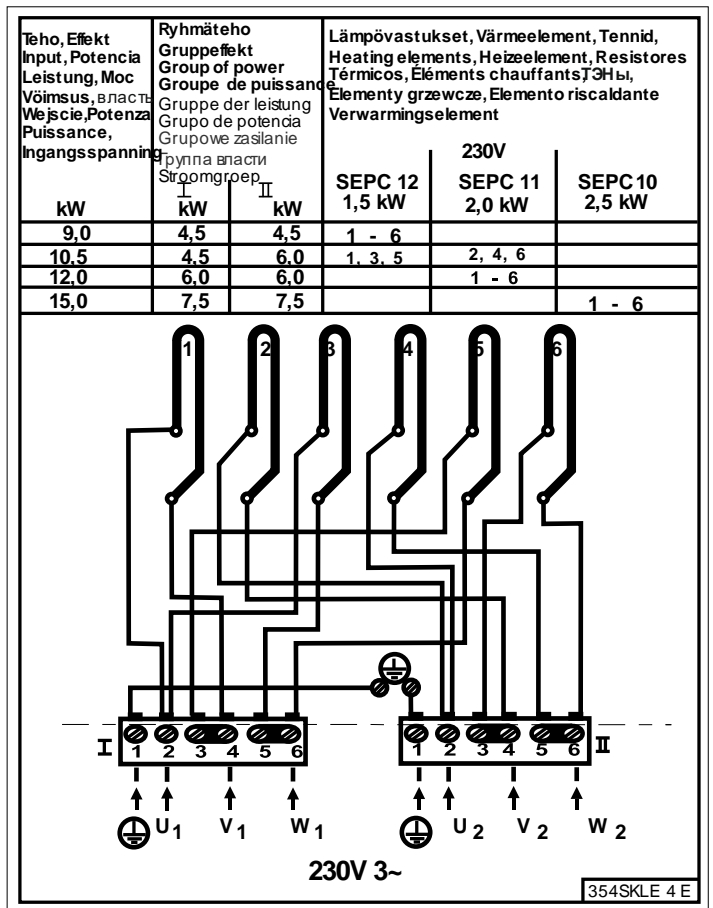 Teho, Effekt
Input, Potencia
Leistung, Moc
Vöimsus, власть
Wejscie, Potenza
Puissance,
Ingangsspanning
kW
Ryhmäteho
Gruppeffekt
Group of power
Groupe de puissance
Gruppe der leistung
Grupo de potencia
Grupowe zasilanie
Группа власти
Stroomgroep
I II
kW kW
Lämpövastukset, Värmeelement, Tennid,
Heating elements, Heizeelement, Resistores
Térmicos, Éléments chauffants, ТЭНы,
Elementy grzewcze, Elemento riscaldante
Verwarmingselement
230V
SEPC 12 SEPC 11 SEPC 10
1,5 kW 2,0 kW 2,5 kW
9,0 4,5 4,5 1 - 6
10,5 4,5 6,0 1, 3, 5 2, 4, 6
12,0 6,0 6,0 1 - 6
15,0 7,5 7,5 1 - 6
1 2 3 4 5 6
I 1 2 3 4 5 6 1 2 3 4 5 6 II
U1 V1 W1 U2 V2 W2
230V 3~
354SKLE 4 E